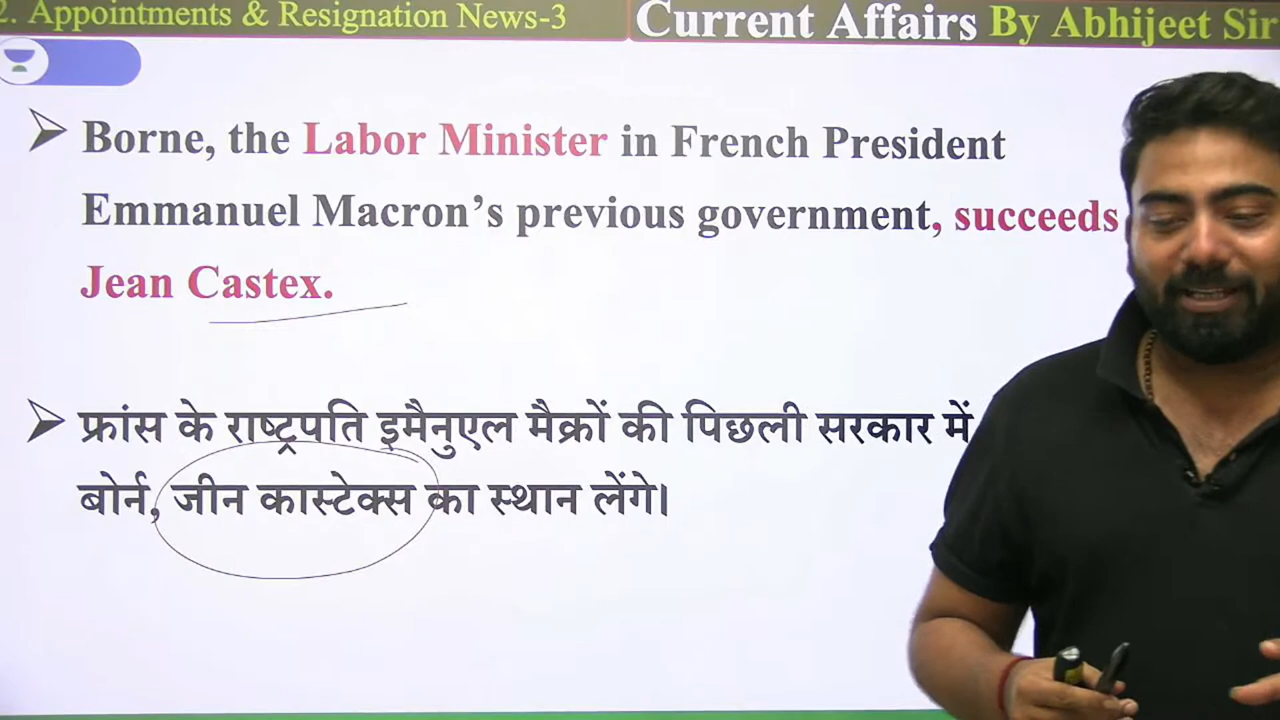 2. Appointments & Resignation News-3
Current Affairs By Abhijeet Sir
Borne, the Labor Minister in French President
Emmanuel Macron’s previous government, succeeds
Jean Castex.
फ्रांस के राष्ट्रपति इमैनुएल मैक्रों की पिछली सरकार में
बोर्न, जीन कास्टेक्स का स्थान लेंगे।